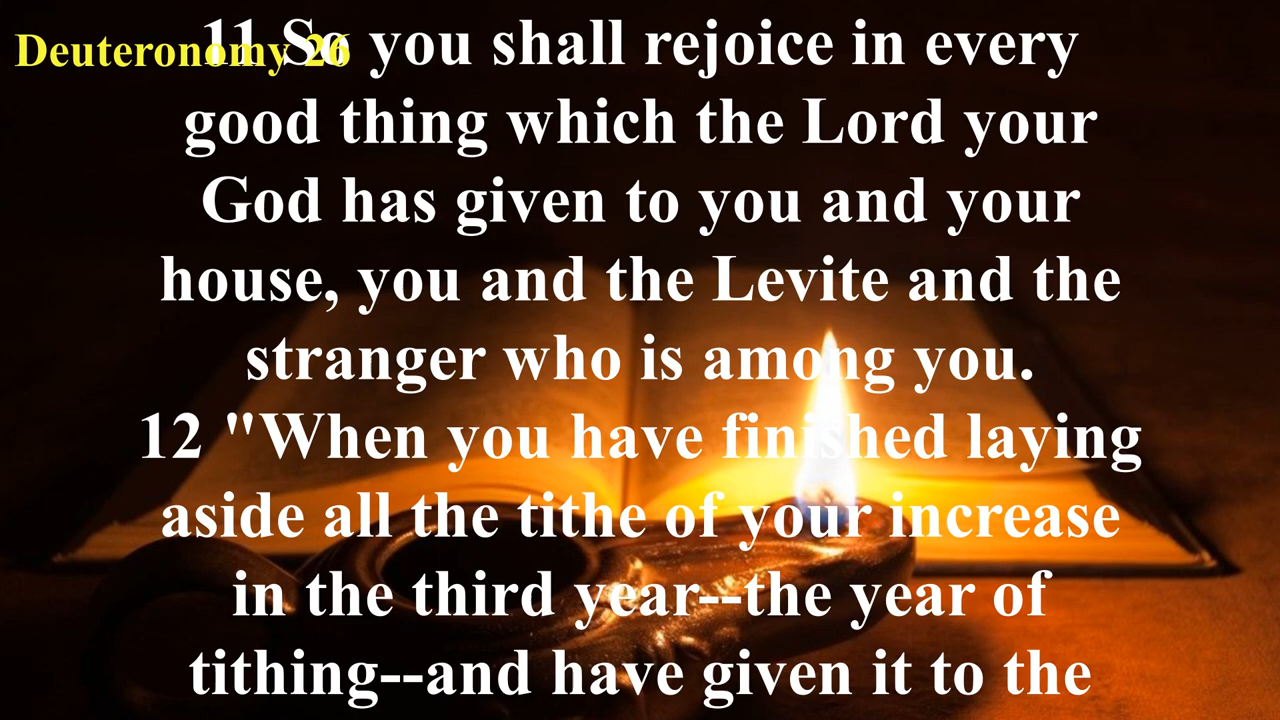 Deuteronomy 26
11 So you shall rejoice in every
good thing which the Lord your
God has given to you and your
house, you and the Levite and the
stranger who is among you.
12 "When you have finished laying
aside all the tithe of your increase
in the third year--the year of
tithing--and have given it to the